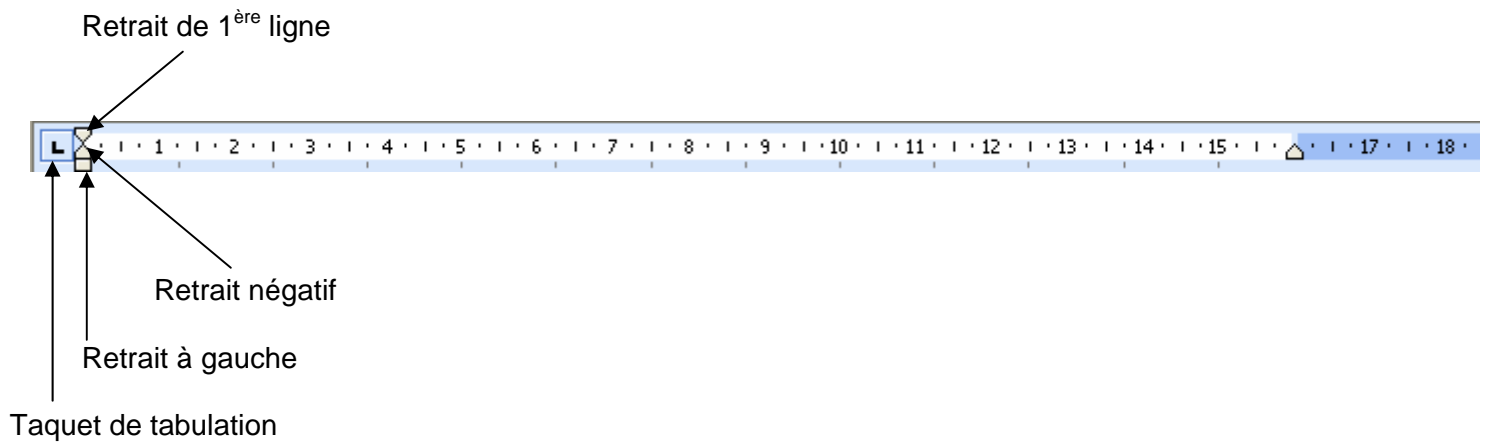 Retrait de 1ère ligne
L 1 2 3 4 5 6 7 8 9 10 11 12 13 14 15 17 18
Retrait négatif
Retrait à gauche
Taquet de tabulation